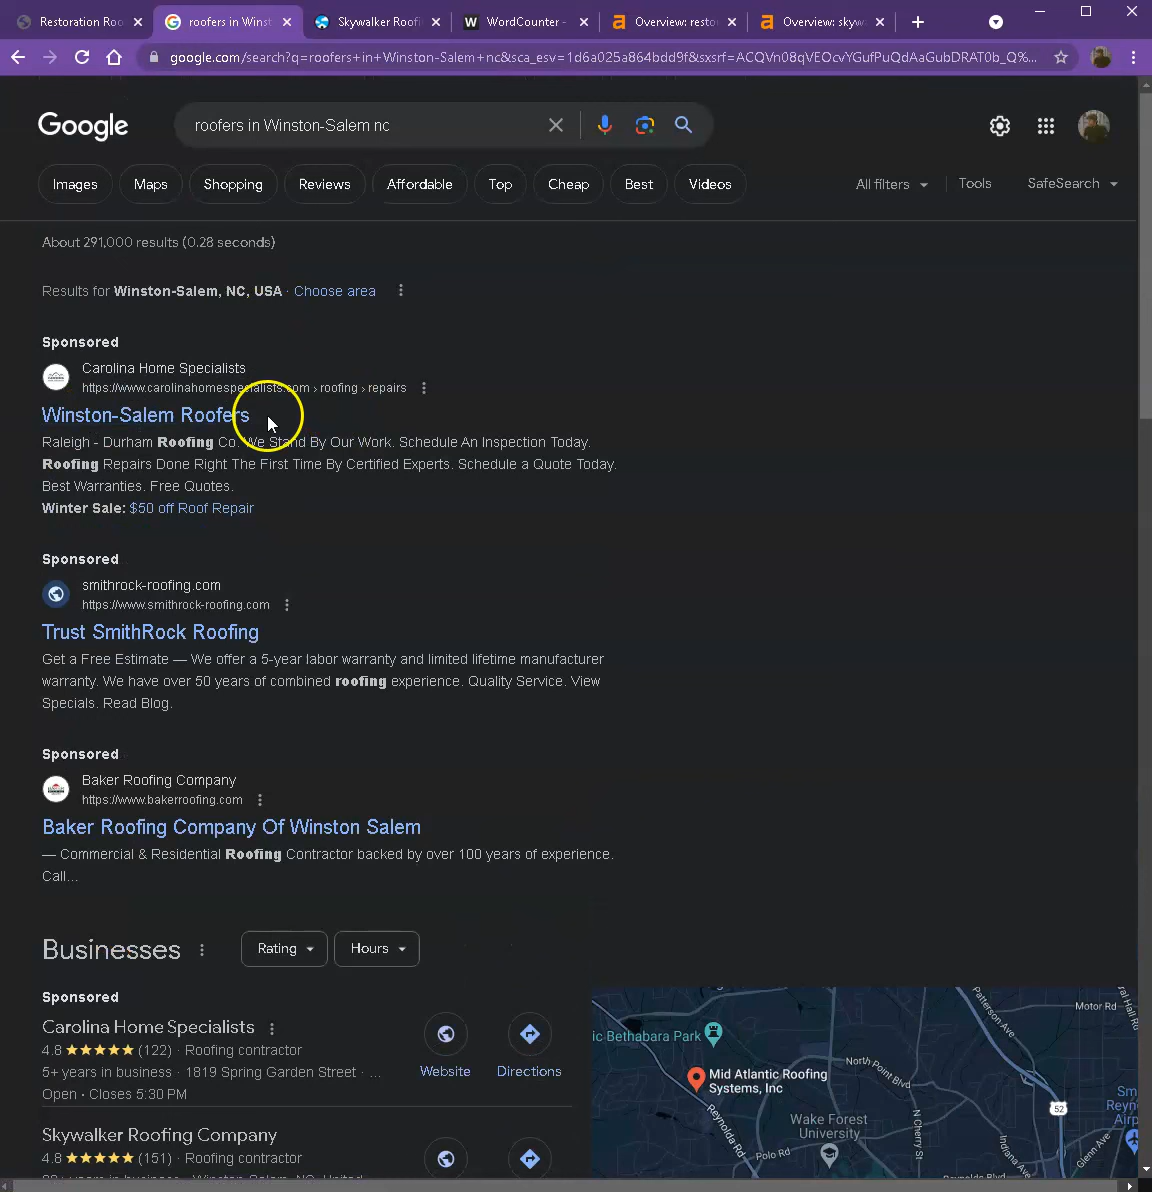 Restoration Roo
roofers in Winst
Skywalker Roofi
WordCounter -
Overview: resto
Overview: skyw
google.com/search?q=roofers+in+Winston-Salem+nc&sca_esv=1d6a025a864bdd9f&sxsrf=ACQVn08qVEOcvYGufPuQdAaGubDRAT0b_Q%...
Google
roofers in Winston-Salem nc
Images
Maps
Shopping
Reviews
Affordable
Top
Cheap
Best
Videos
All filters
Tools
SafeSearch
About 291,000 results (0.28 seconds)
Results for Winston-Salem, NC, USA · Choose area
Sponsored
Carolina Home Specialists
https://www.carolinahomespecialists.com › roofing › repairs
Winston-Salem Roofers
Raleigh - Durham Roofing Co. We Stand By Our Work. Schedule An Inspection Today.
Roofing Repairs Done Right The First Time By Certified Experts. Schedule a Quote Today.
Best Warranties. Free Quotes.
Winter Sale: $50 off Roof Repair
Sponsored
smithrock-roofing.com
https://www.smithrock-roofing.com
Trust SmithRock Roofing
Get a Free Estimate — We offer a 5-year labor warranty and limited lifetime manufacturer
warranty. We have over 50 years of combined roofing experience. Quality Service. View
Specials. Read Blog.
Sponsored
Baker Roofing Company
https://www.bakerroofing.com
Baker Roofing Company Of Winston Salem
— Commercial & Residential Roofing Contractor backed by over 100 years of experience.
Call...
Businesses
Rating
Hours
Sponsored
Carolina Home Specialists
4.8 ★★★★★ (122) · Roofing contractor
5+ years in business · 1819 Spring Garden Street · ...
Open · Closes 5:30 PM
Website
Directions
Skywalker Roofing Company
4.8 ★★★★★ (151) · Roofing contractor
ic Bethabara Park
Mid Atlantic Roofing
Systems, Inc
Wake Forest
University
Reynolda Rd
Polo Rd
North Point Blvd
N Cherry St
Indiana Ave
Patterson Ave
Motor Rd
52
Sm
Reyn
Airp
Glenn Ave